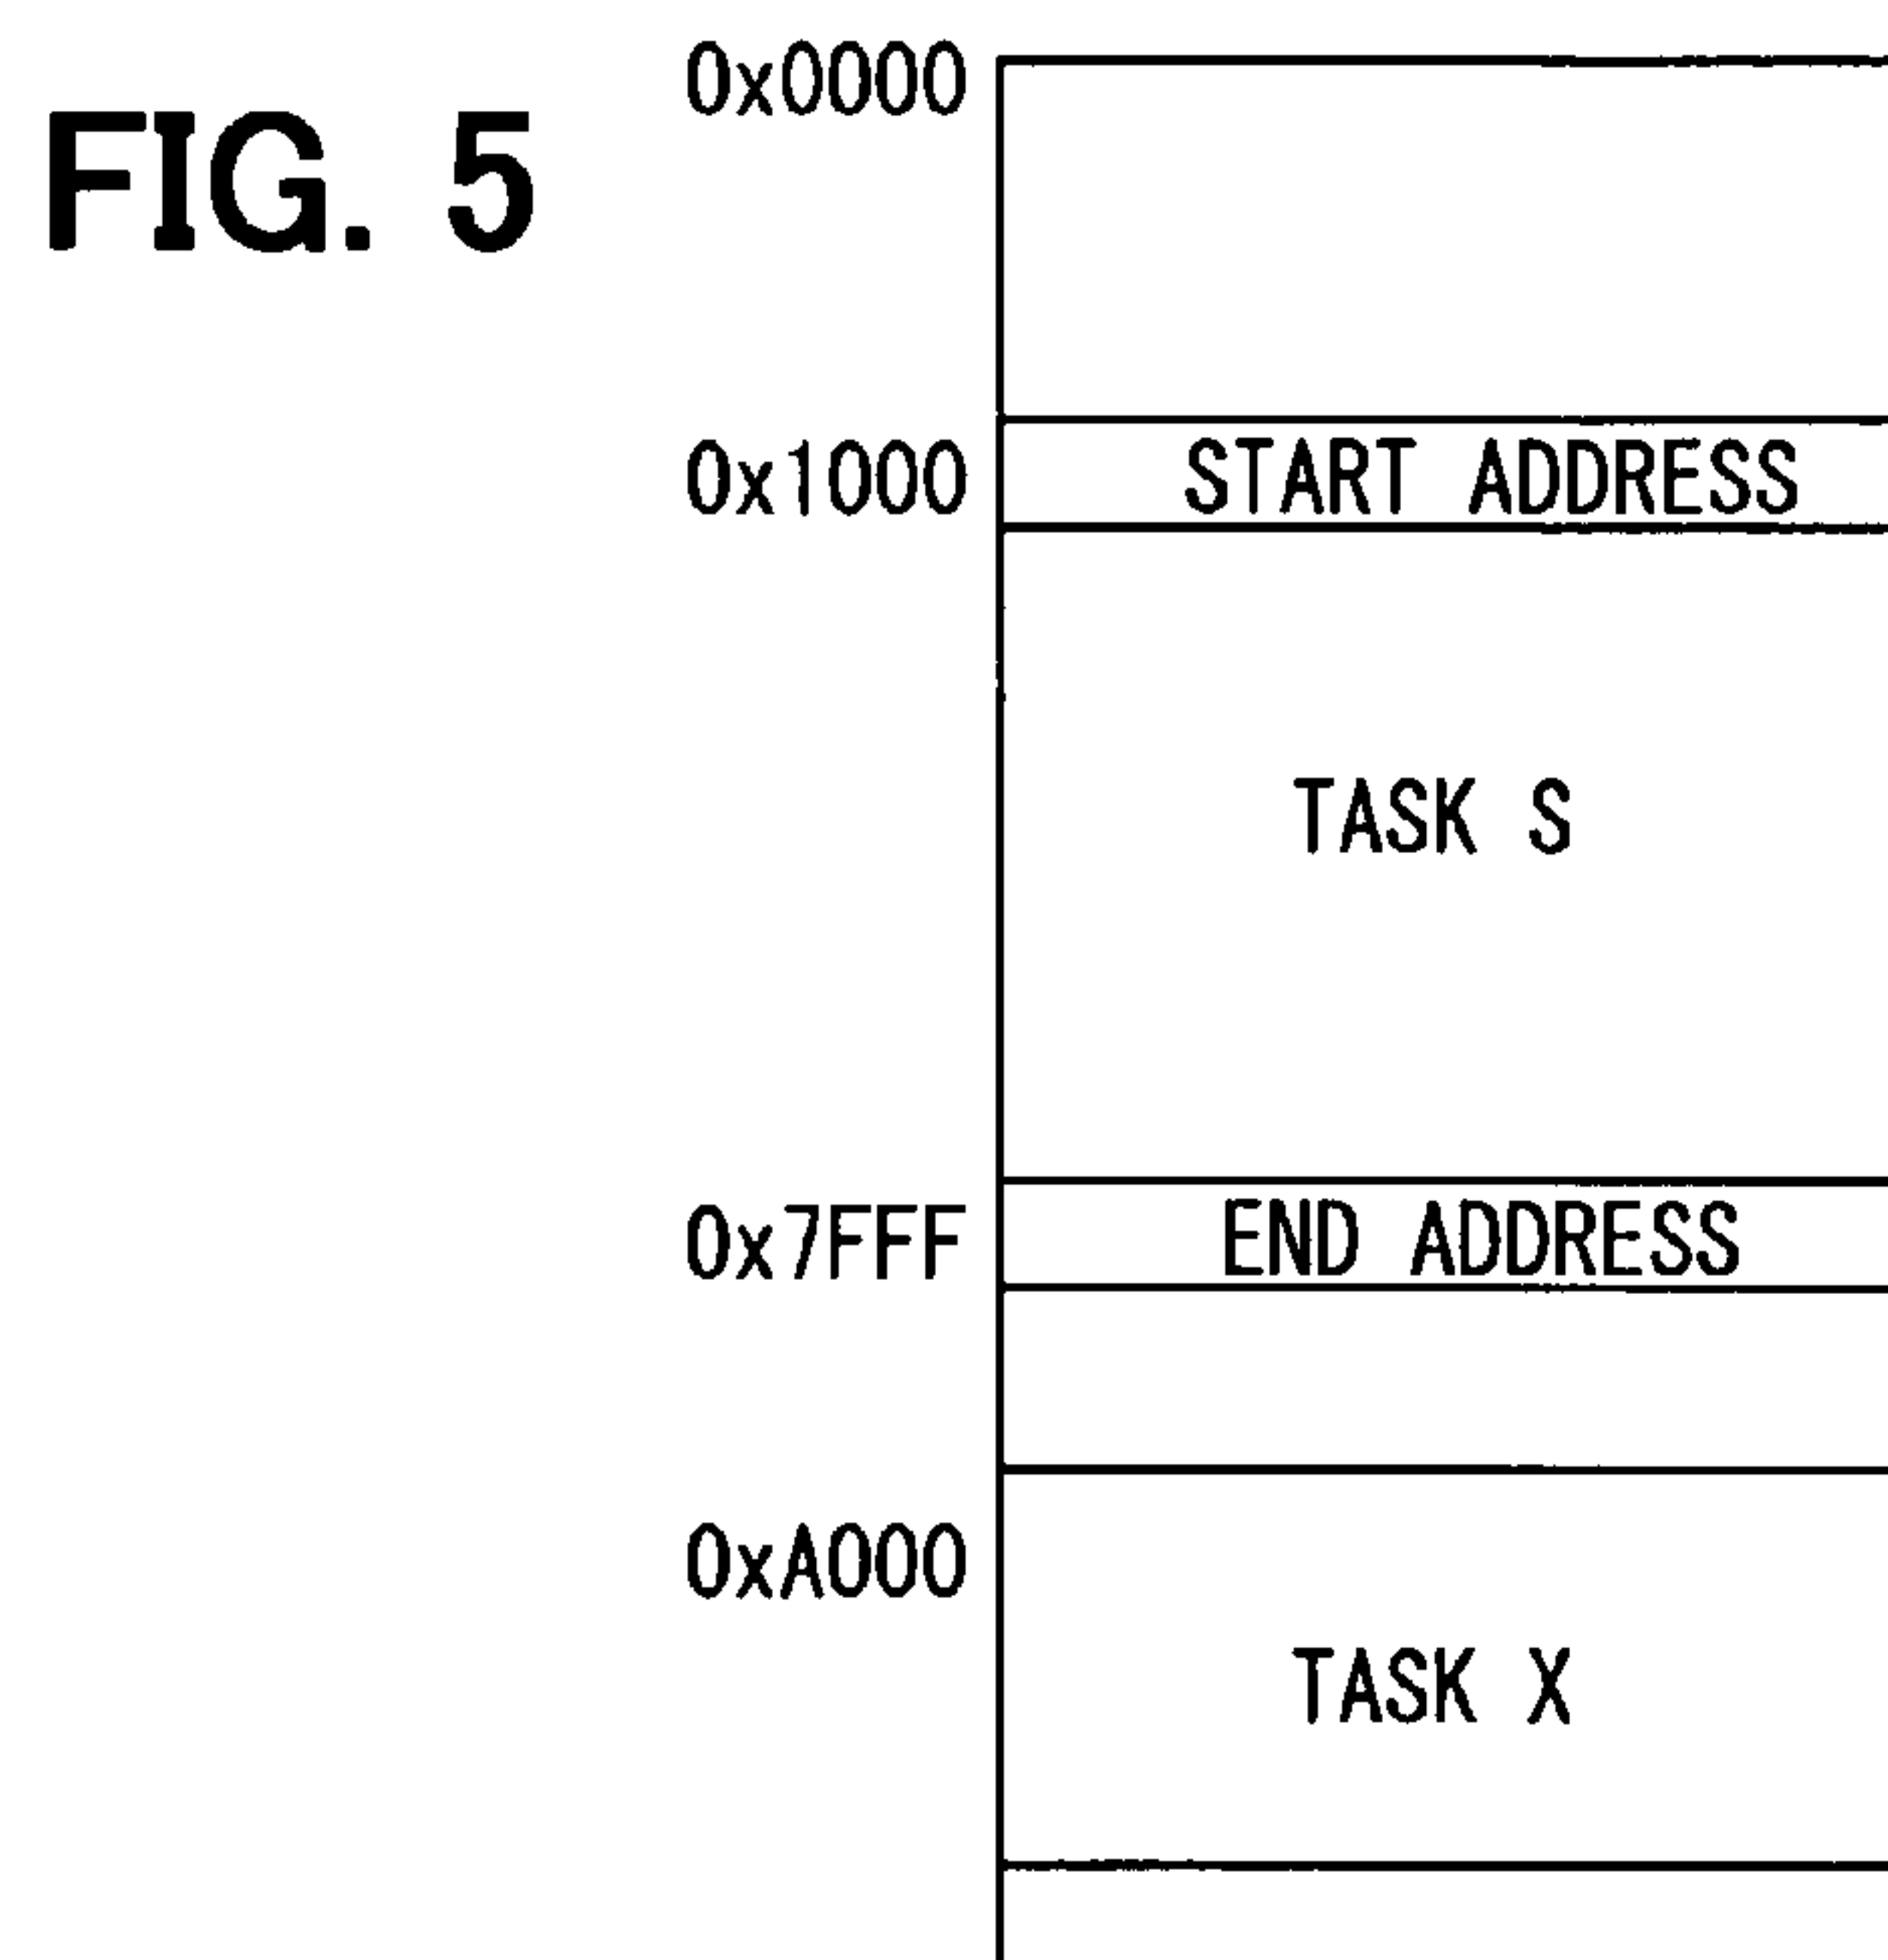 FIG. 5
0x0000
0x1000 START ADDRESS
TASK S
0x7FFF END ADDRESS
0xA000
TASK X